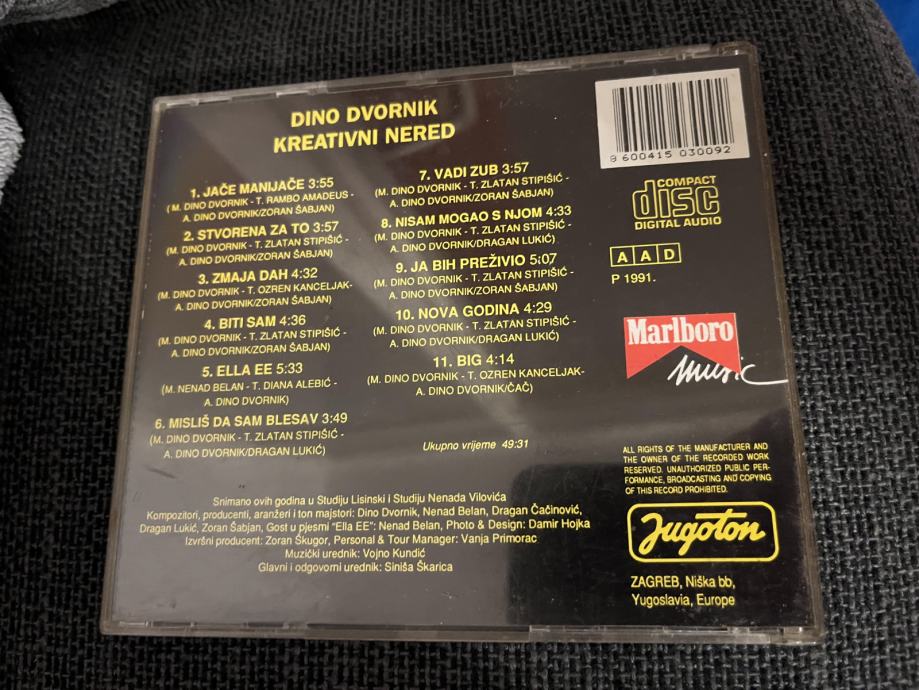 DINO DVORNIK
KREATIVNI NERED
1. JAČE MANIJAČE 3:55
( M. DINO DVORNIK - T. RAMBO AMADEUS -
A. DINO DVORNIK/ZORAN ŠABJAN)
2. STVORENA ZA TO 3:57
(M. DINO DVORNIK - T. ZLATAN STIPIŠIĆ -
A. DINO DVORNIK/ZORAN ŠABJAN)
3. ZMAJA DAH 4:32
(M. DINO DVORNIK - T. OZREN KANCELJAK-
A. DINO DVORNIK/ZORAN ŠABJAN)
4. BITI SAM 4:36
(M. DINO DVORNIK - T. ZLATAN STIPIŠIĆ -
A. DINO DVORNIK/ZORAN ŠABJAN)
5. ELLA EE 5:33
(M. NENAD BELAN - T. DIANA ALEBIĆ -
A. DINO DVORNIK)
6. MISLIŠ DA SAM BLESAV 3:49
(M. DINO DVORNIK - T. ZLATAN STIPIŠIĆ -
A. DINO DVORNIK/DRAGAN LUKIĆ)
7. VADI ZUB 3:57
(M. DINO DVORNIK - T. ZLATAN STIPIŠIĆ -
A. DINO DVORNIK/ZORAN ŠABJAN)
8. NISAM MOGAO S NJOM 4:33
(M. DINO DVORNIK - T. ZLATAN STIPIŠIĆ -
A. DINO DVORNIK/DRAGAN LUKIĆ)
9. JA BIH PREŽIVIO 5:07
(M. DINO DVORNIK - T. ZLATAN STIPIŠIĆ -
A. DINO DVORNIK/ZORAN ŠABJAN)
10. NOVA GODINA 4:29
(M. DINO DVORNIK - T. ZLATAN STIPIŠIĆ -
A. DINO DVORNIK/DRAGAN LUKIĆ)
11. BIG 4:14
(M. DINO DVORNIK - T. OZREN KANCELJAK-
A. DINO DVORNIK/ČAČ)
Ukupno vrijeme 49:31
Snimano ovih godina u Studiju Lisinski i Studiju Nenada Vilovića
Kompozitori, producenti, aranžeri i ton majstori: Dino Dvornik, Nenad Belan, Dragan Čačinović,
Dragan Lukić, Zoran Šabjan, Gost u pjesmi "Ella EE": Nenad Belan, Photo & Design: Damir Hojka
Izvršni producent: Zoran Škugor, Personal & Tour Manager: Vanja Primorac
Muzički urednik: Vojno Kundić
Glavni i odgovorni urednik: Siniša Škarica
8 600415 030092
COMPACT
disc
DIGITAL AUDIO
A A D
P 1991.
Marlboro
music
ALL RIGHTS OF THE MANUFACTURER AND
THE OWNER OF THE RECORDED WORK
RESERVED. UNAUTHORIZED PUBLIC PER-
FORMANCE, BROADCASTING AND COPYING
OF THIS RECORD PROHIBITED.
Jugoton
ZAGREB, Niška bb,
Yugoslavia, Europe